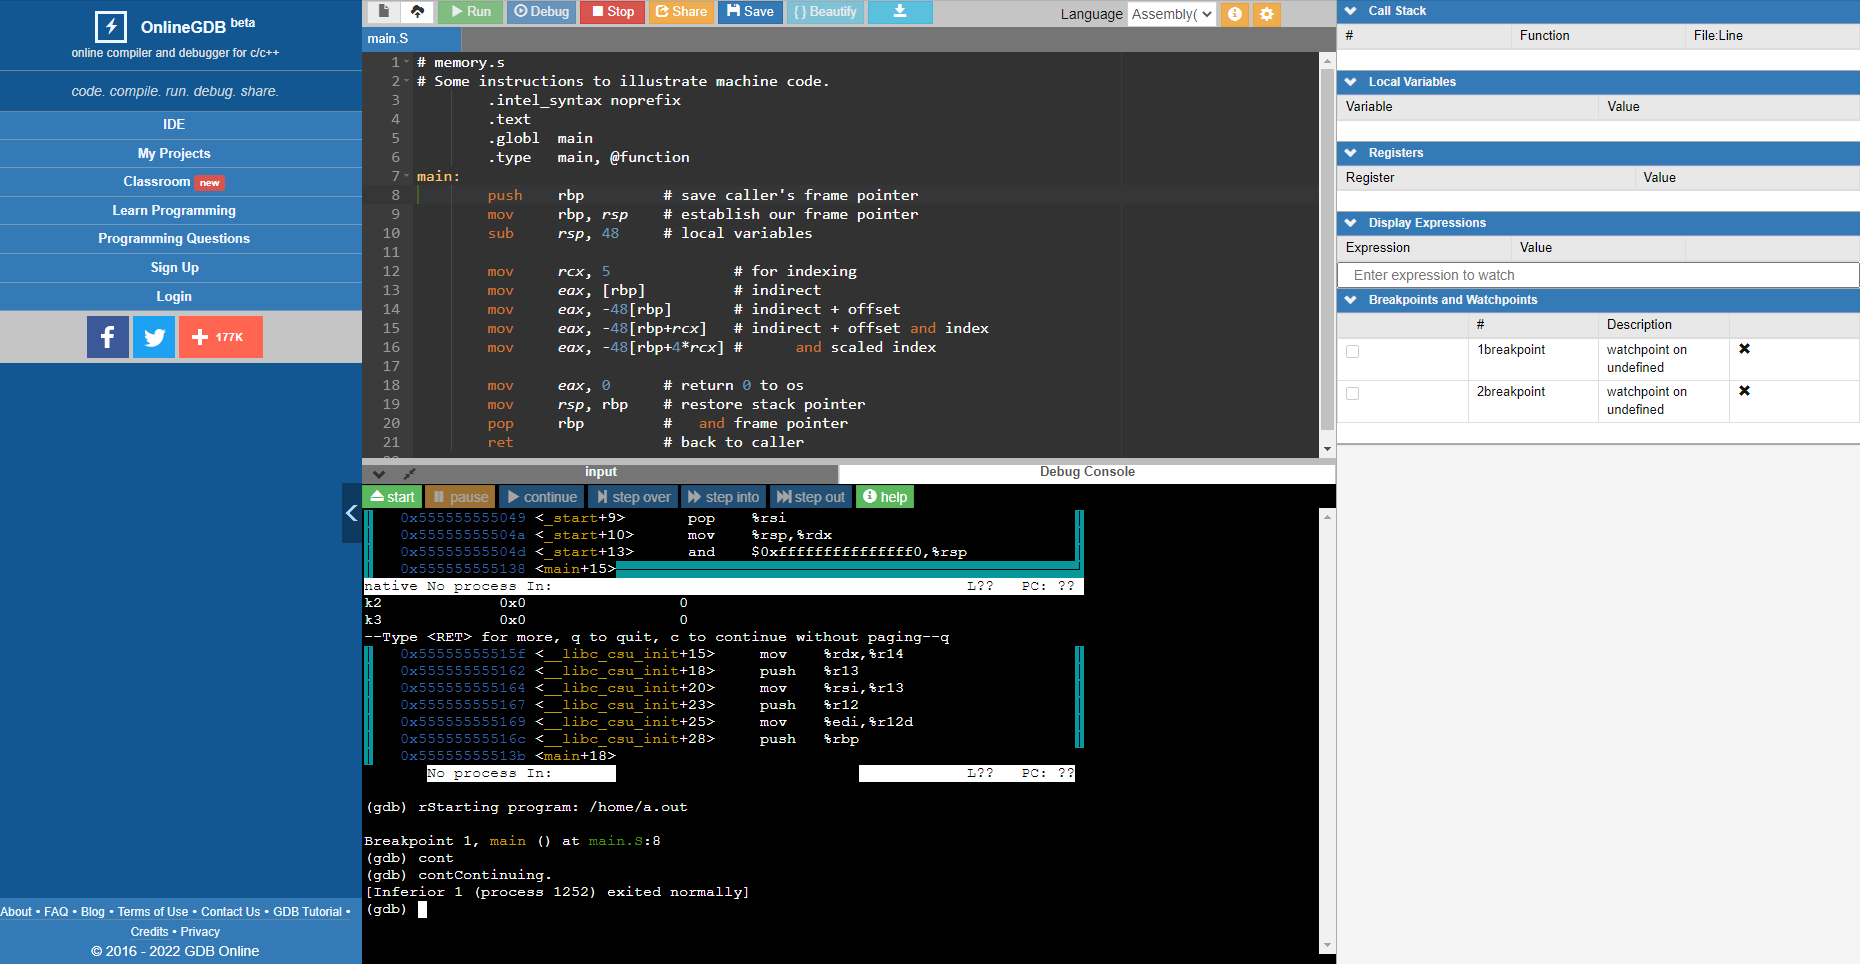 OnlineGDB beta
online compiler and debugger for c/c++
code. compile. run. debug. share.
IDE
My Projects
Classroom new
Learn Programming
Programming Questions
Sign Up
Login
177K
About • FAQ • Blog • Terms of Use • Contact Us • GDB Tutorial •
Credits • Privacy
© 2016 - 2022 GDB Online
Run Debug Stop Share Save { } Beautify Language Assembly(
main.S
1 # memory.s
2 # Some instructions to illustrate machine code.
3 .intel_syntax noprefix
4 .text
5 .globl main
6 .type main, @function
7 main:
8 push rbp # save caller's frame pointer
9 mov rbp, rsp # establish our frame pointer
10 sub rsp, 48 # local variables
11
12 mov rcx, 5 # for indexing
13 mov eax, [rbp] # indirect
14 mov eax, -48[rbp] # indirect + offset
15 mov eax, -48[rbp+rcx] # indirect + offset and index
16 mov eax, -48[rbp+4*rcx] # and scaled index
17
18 mov eax, 0 # return 0 to os
19 mov rsp, rbp # restore stack pointer
20 pop rbp # and frame pointer
21 ret # back to caller
input Debug Console
start pause continue step over step into step out help
0x555555555049 <_start+9> pop %rsi
0x55555555504a <_start+10> mov %rsp,%rdx
0x55555555504d <_start+13> and $0xfffffffffffffff0,%rsp
0x555555555138 <main+15>
native No process In: L?? PC: ??
k2 0x0 0
k3 0x0 0
--Type <RET> for more, q to quit, c to continue without paging--q
0x55555555515f <__libc_csu_init+15> mov %rdx,%r14
0x555555555162 <__libc_csu_init+18> push %r13
0x555555555164 <__libc_csu_init+20> mov %rsi,%r13
0x555555555167 <__libc_csu_init+23> push %r12
0x555555555169 <__libc_csu_init+25> mov %edi,%r12d
0x55555555516c <__libc_csu_init+28> push %rbp
0x55555555513b <main+18>
No process In: L?? PC: ??
(gdb) rStarting program: /home/a.out
Breakpoint 1, main () at main.S:8
(gdb) cont
(gdb) contContinuing.
[Inferior 1 (process 1252) exited normally]
(gdb)
Call Stack
# Function File:Line
Local Variables
Variable Value
Registers
Register Value
Display Expressions
Expression Value
Enter expression to watch
Breakpoints and Watchpoints
# Description
1breakpoint watchpoint on
undefined
2breakpoint watchpoint on
undefined